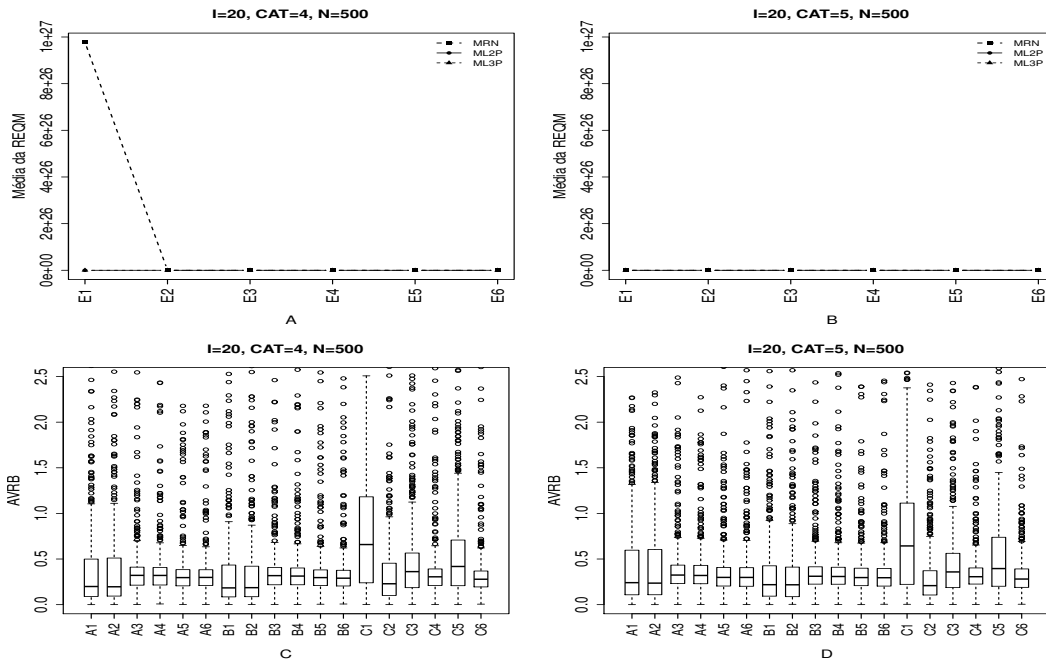 I=20, CAT=4, N=500
Média da REQM
0e+00 2e+26 4e+26 6e+26 8e+26 1e+27
MRN
ML2P
ML3P
E1 E2 E3 E4 E5 E6
A
I=20, CAT=5, N=500
Média da REQM
0e+00 2e+26 4e+26 6e+26 8e+26 1e+27
MRN
ML2P
ML3P
E1 E2 E3 E4 E5 E6
B
I=20, CAT=4, N=500
AVRB
0.0 0.5 1.0 1.5 2.0 2.5
A1 A2 A3 A4 A5 A6 B1 B2 B3 B4 B5 B6 C1 C2 C3 C4 C5 C6
C
I=20, CAT=5, N=500
AVRB
0.0 0.5 1.0 1.5 2.0 2.5
A1 A2 A3 A4 A5 A6 B1 B2 B3 B4 B5 B6 C1 C2 C3 C4 C5 C6
D